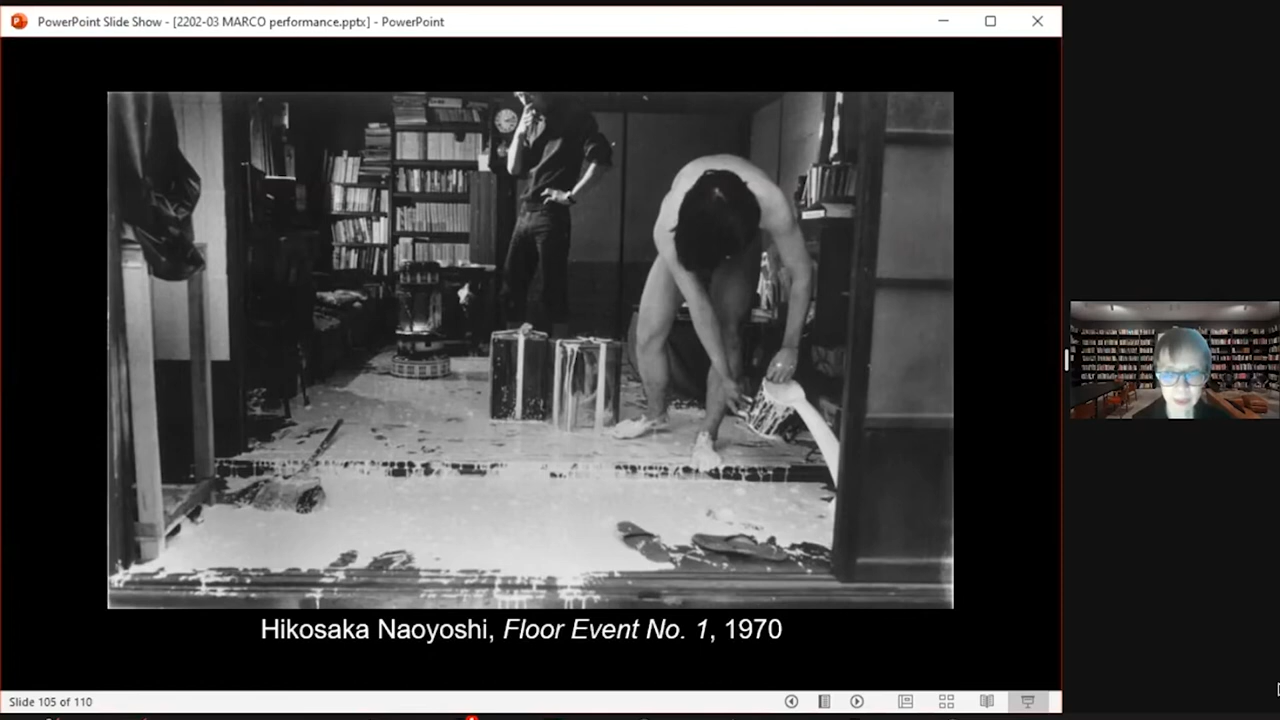 PowerPoint Slide Show - [2202-03 MARCO performance.pptx] - PowerPoint
Hikosaka Naoyoshi, Floor Event No. 1, 1970
Slide 105 of 110